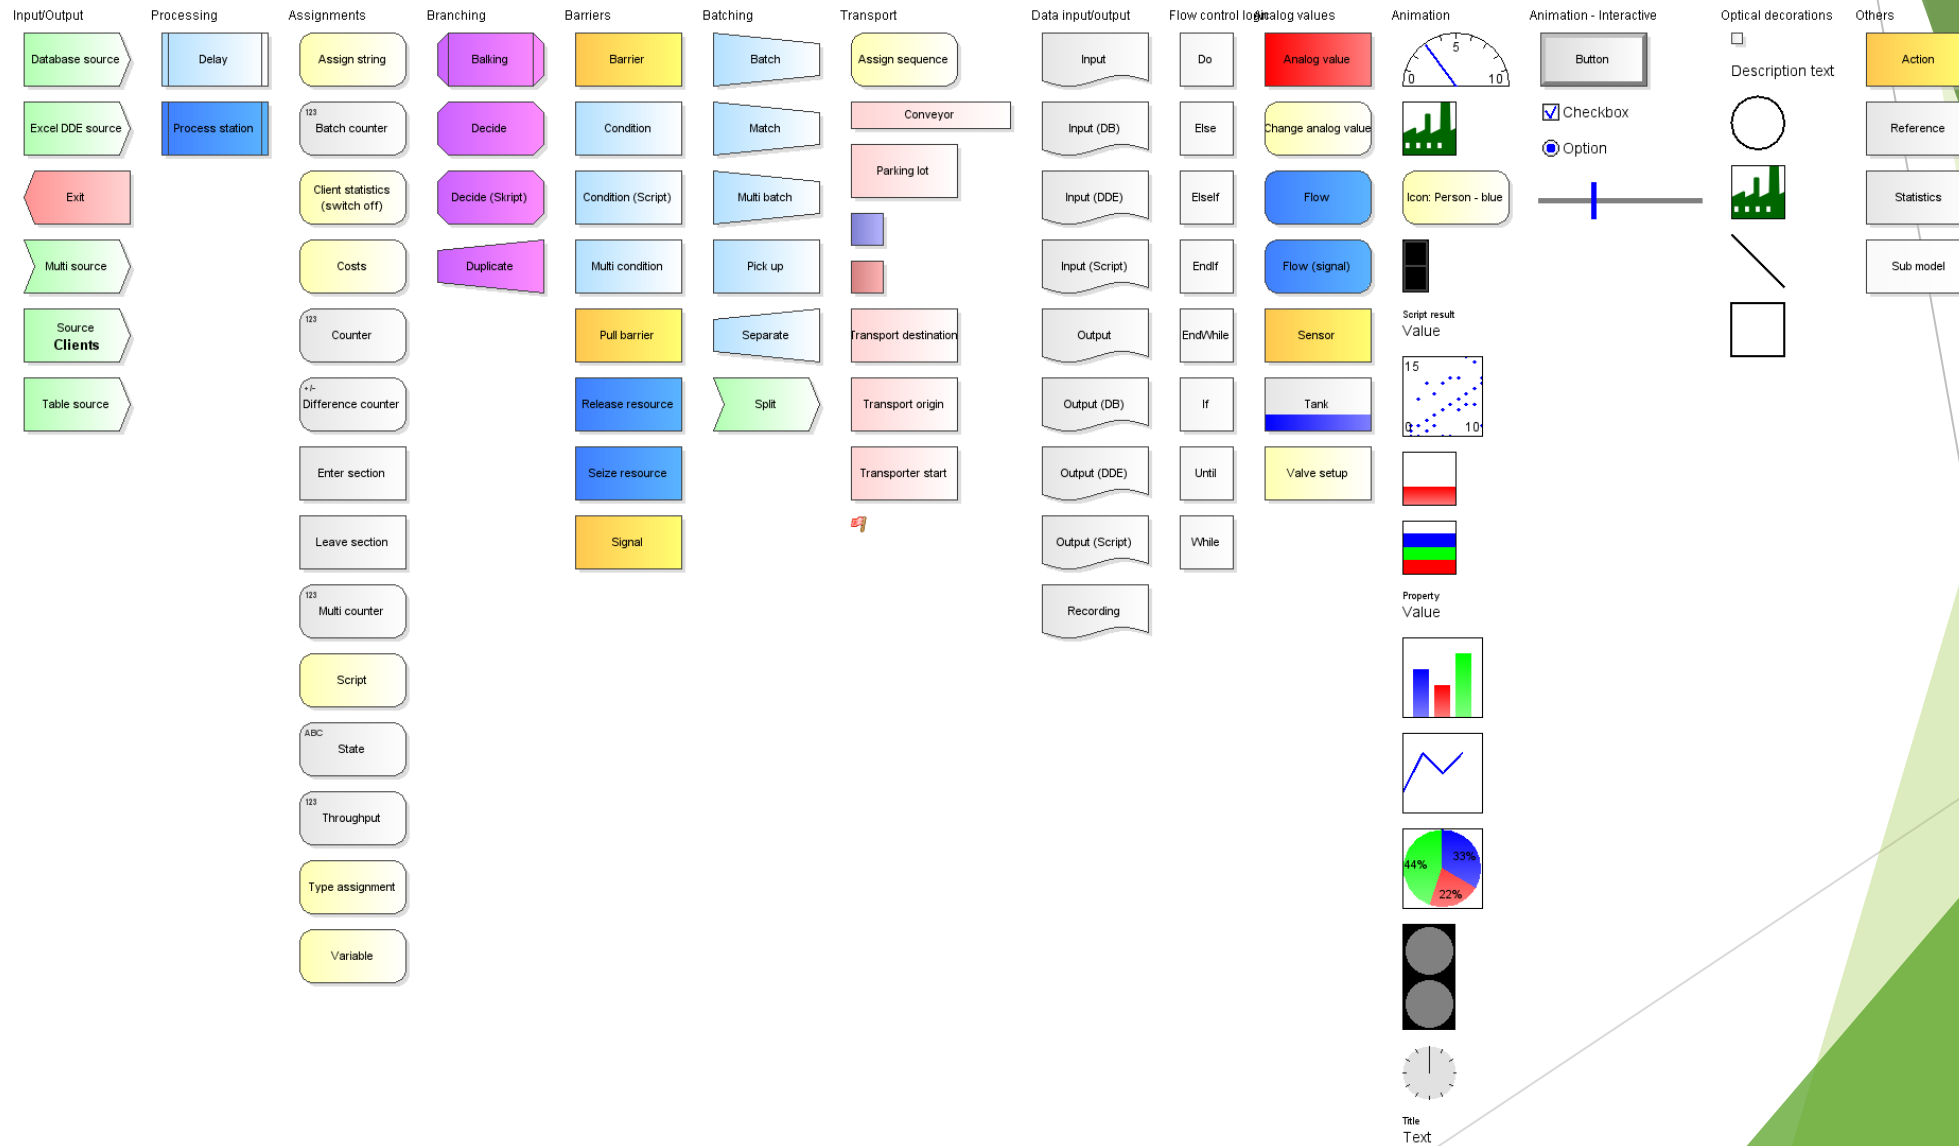 Input/Output
Database source
Excel DDE source
Exit
Multi source
Source
Clients
Table source
Processing
Delay
Process station
Assignments
Assign string
123
Batch counter
Client statistics
(switch off)
Costs
123
Counter
+/-
Difference counter
Enter section
Leave section
123
Multi counter
Script
ABC
State
123
Throughput
Type assignment
Variable
Branching
Balking
Decide
Decide (Skript)
Duplicate
Barriers
Barrier
Condition
Condition (Script)
Multi condition
Pull barrier
Release resource
Seize resource
Signal
Batching
Batch
Match
Multi batch
Pick up
Separate
Split
Transport
Assign sequence
Conveyor
Parking lot
Transport destination
Transport origin
Transporter start
Data input/output
Input
Input (DB)
Input (DDE)
Input (Script)
Output
Output (DB)
Output (DDE)
Output (Script)
Recording
Flow control logic
Do
Else
ElseIf
EndIf
EndWhile
If
Until
While
Analog values
Analog value
Change analog value
Flow
Flow (signal)
Sensor
Tank
Valve setup
Animation
0 5 10
Icon: Person - blue
Script result
Value
15
0 10
Property
Value
44% 33%
22%
Title
Text
Animation - Interactive
Button
Checkbox
Option
Optical decorations
Description text
Others
Action
Reference
Statistics
Sub model